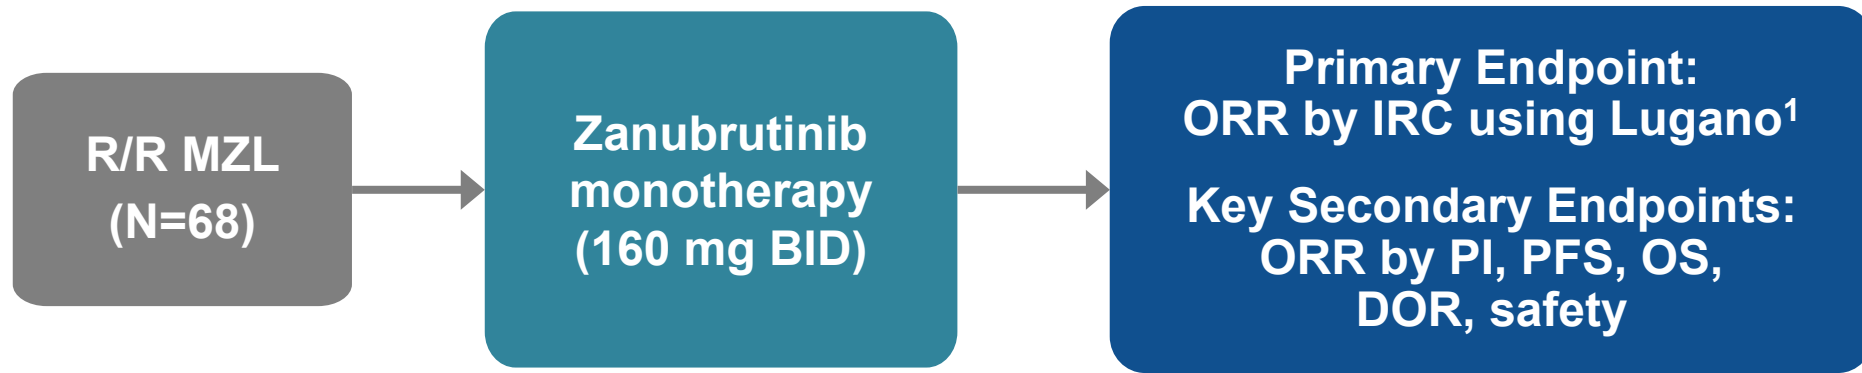 R/R MZL
(N=68)
Zanubrutinib
monotherapy
(160 mg BID)
Primary Endpoint:
ORR by IRC using Lugano¹
Key Secondary Endpoints:
ORR by PI, PFS, OS,
DOR, safety